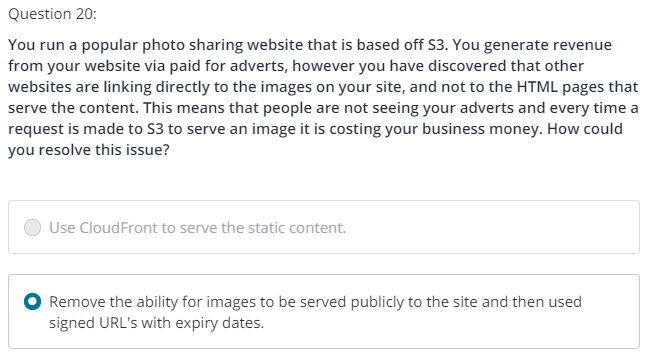 Question 20:
You run a popular photo sharing website that is based off S3. You generate revenue
from your website via paid for adverts, however you have discovered that other
websites are linking directly to the images on your site, and not to the HTML pages that
serve the content. This means that people are not seeing your adverts and every time a
request is made to S3 to serve an image it is costing your business money. How could
you resolve this issue?
Use CloudFront to serve the static content.
Remove the ability for images to be served publicly to the site and then used
signed URL's with expiry dates.